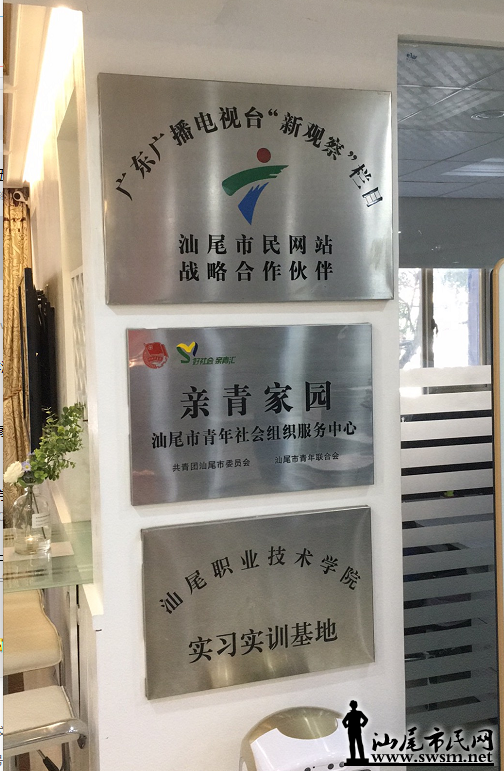 广东广播电视台“新观察”栏目
汕尾市民网站
战略合作伙伴
好社会 亲青汇
亲青家园
汕尾市青年社会组织服务中心
共青团汕尾市委员会 汕尾市青年联合会
汕尾职业技术学院
实习实训基地
汕尾市民网
www.swsm.net